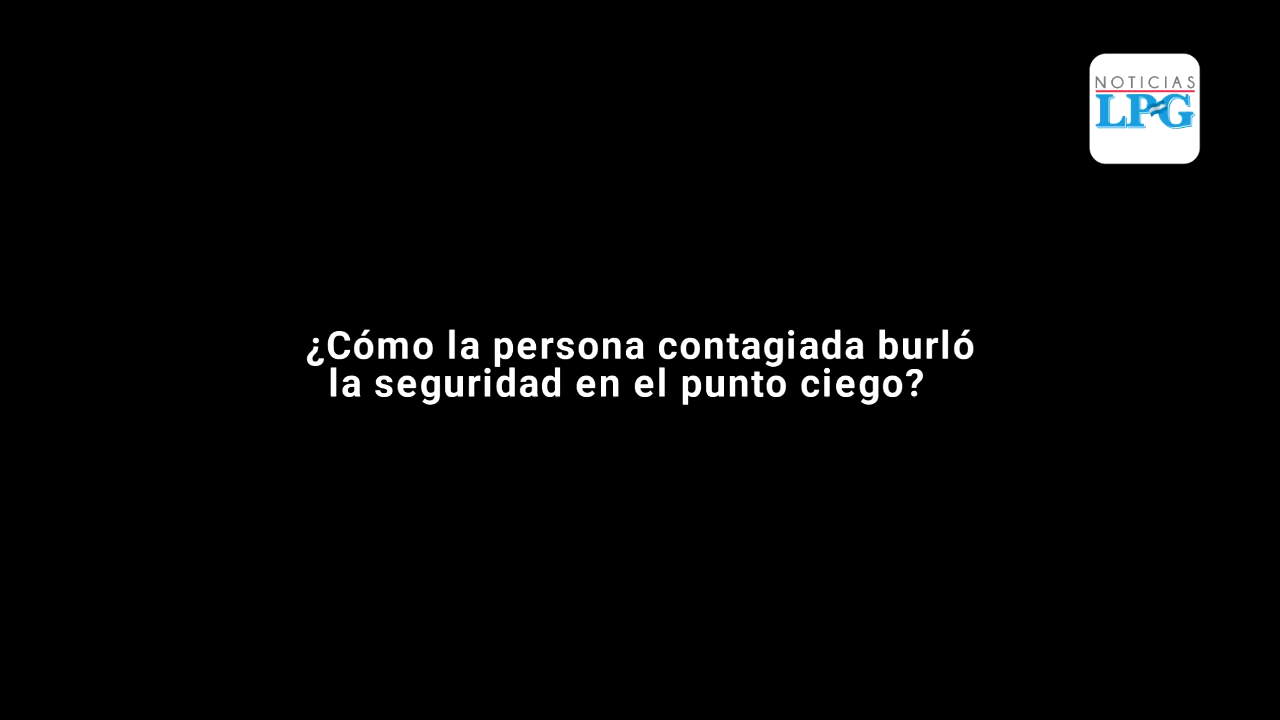 NOTICIAS
LPG
¿Cómo la persona contagiada burló
la seguridad en el punto ciego?